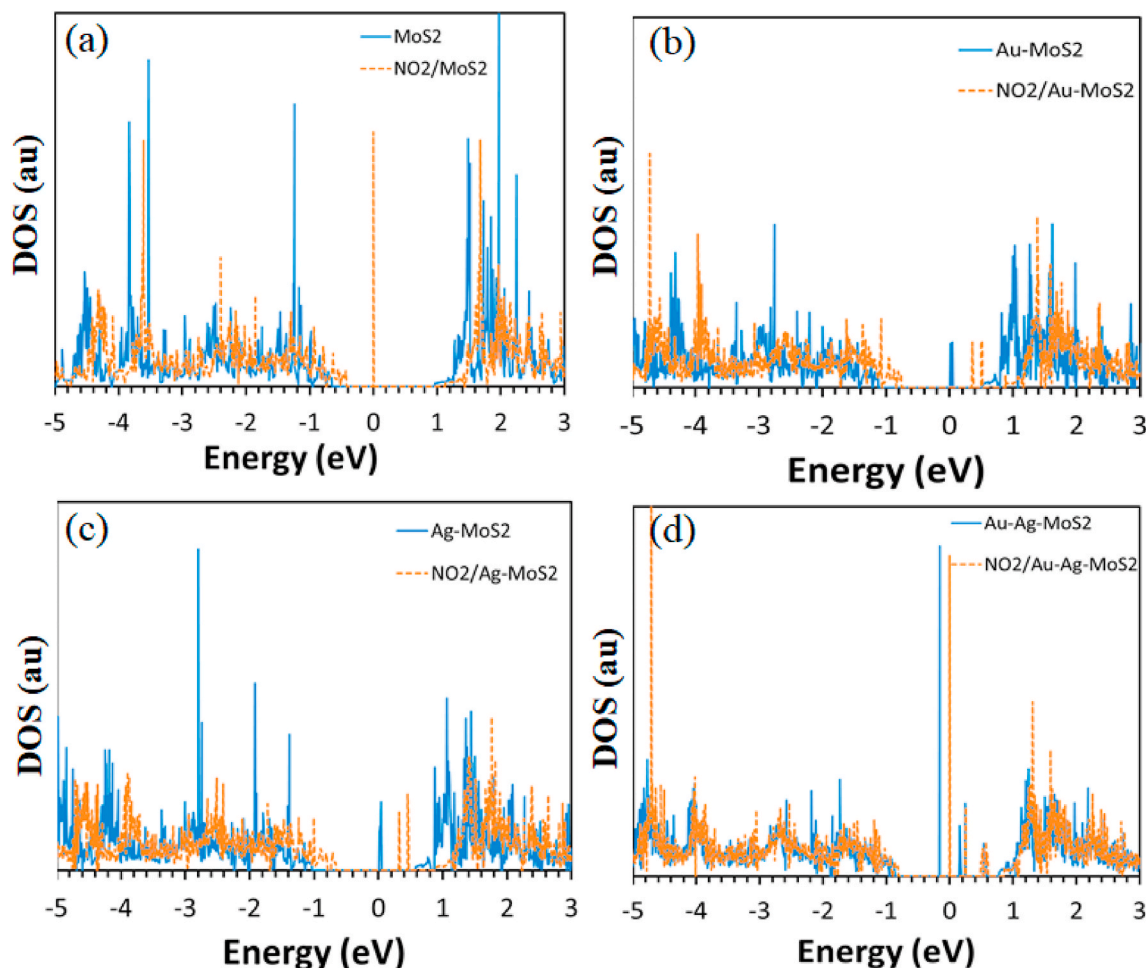 (a)
MoS2
NO2/MoS2
DOS (au)
-5 -4 -3 -2 -1 0 1 2 3
Energy (eV)
(b)
Au-MoS2
NO2/Au-MoS2
DOS (au)
-5 -4 -3 -2 -1 0 1 2 3
Energy (eV)
(c)
Ag-MoS2
NO2/Ag-MoS2
DOS (au)
-5 -4 -3 -2 -1 0 1 2 3
Energy (eV)
(d)
Au-Ag-MoS2
NO2/Au-Ag-MoS2
DOS (au)
-5 -4 -3 -2 -1 0 1 2 3
Energy (eV)